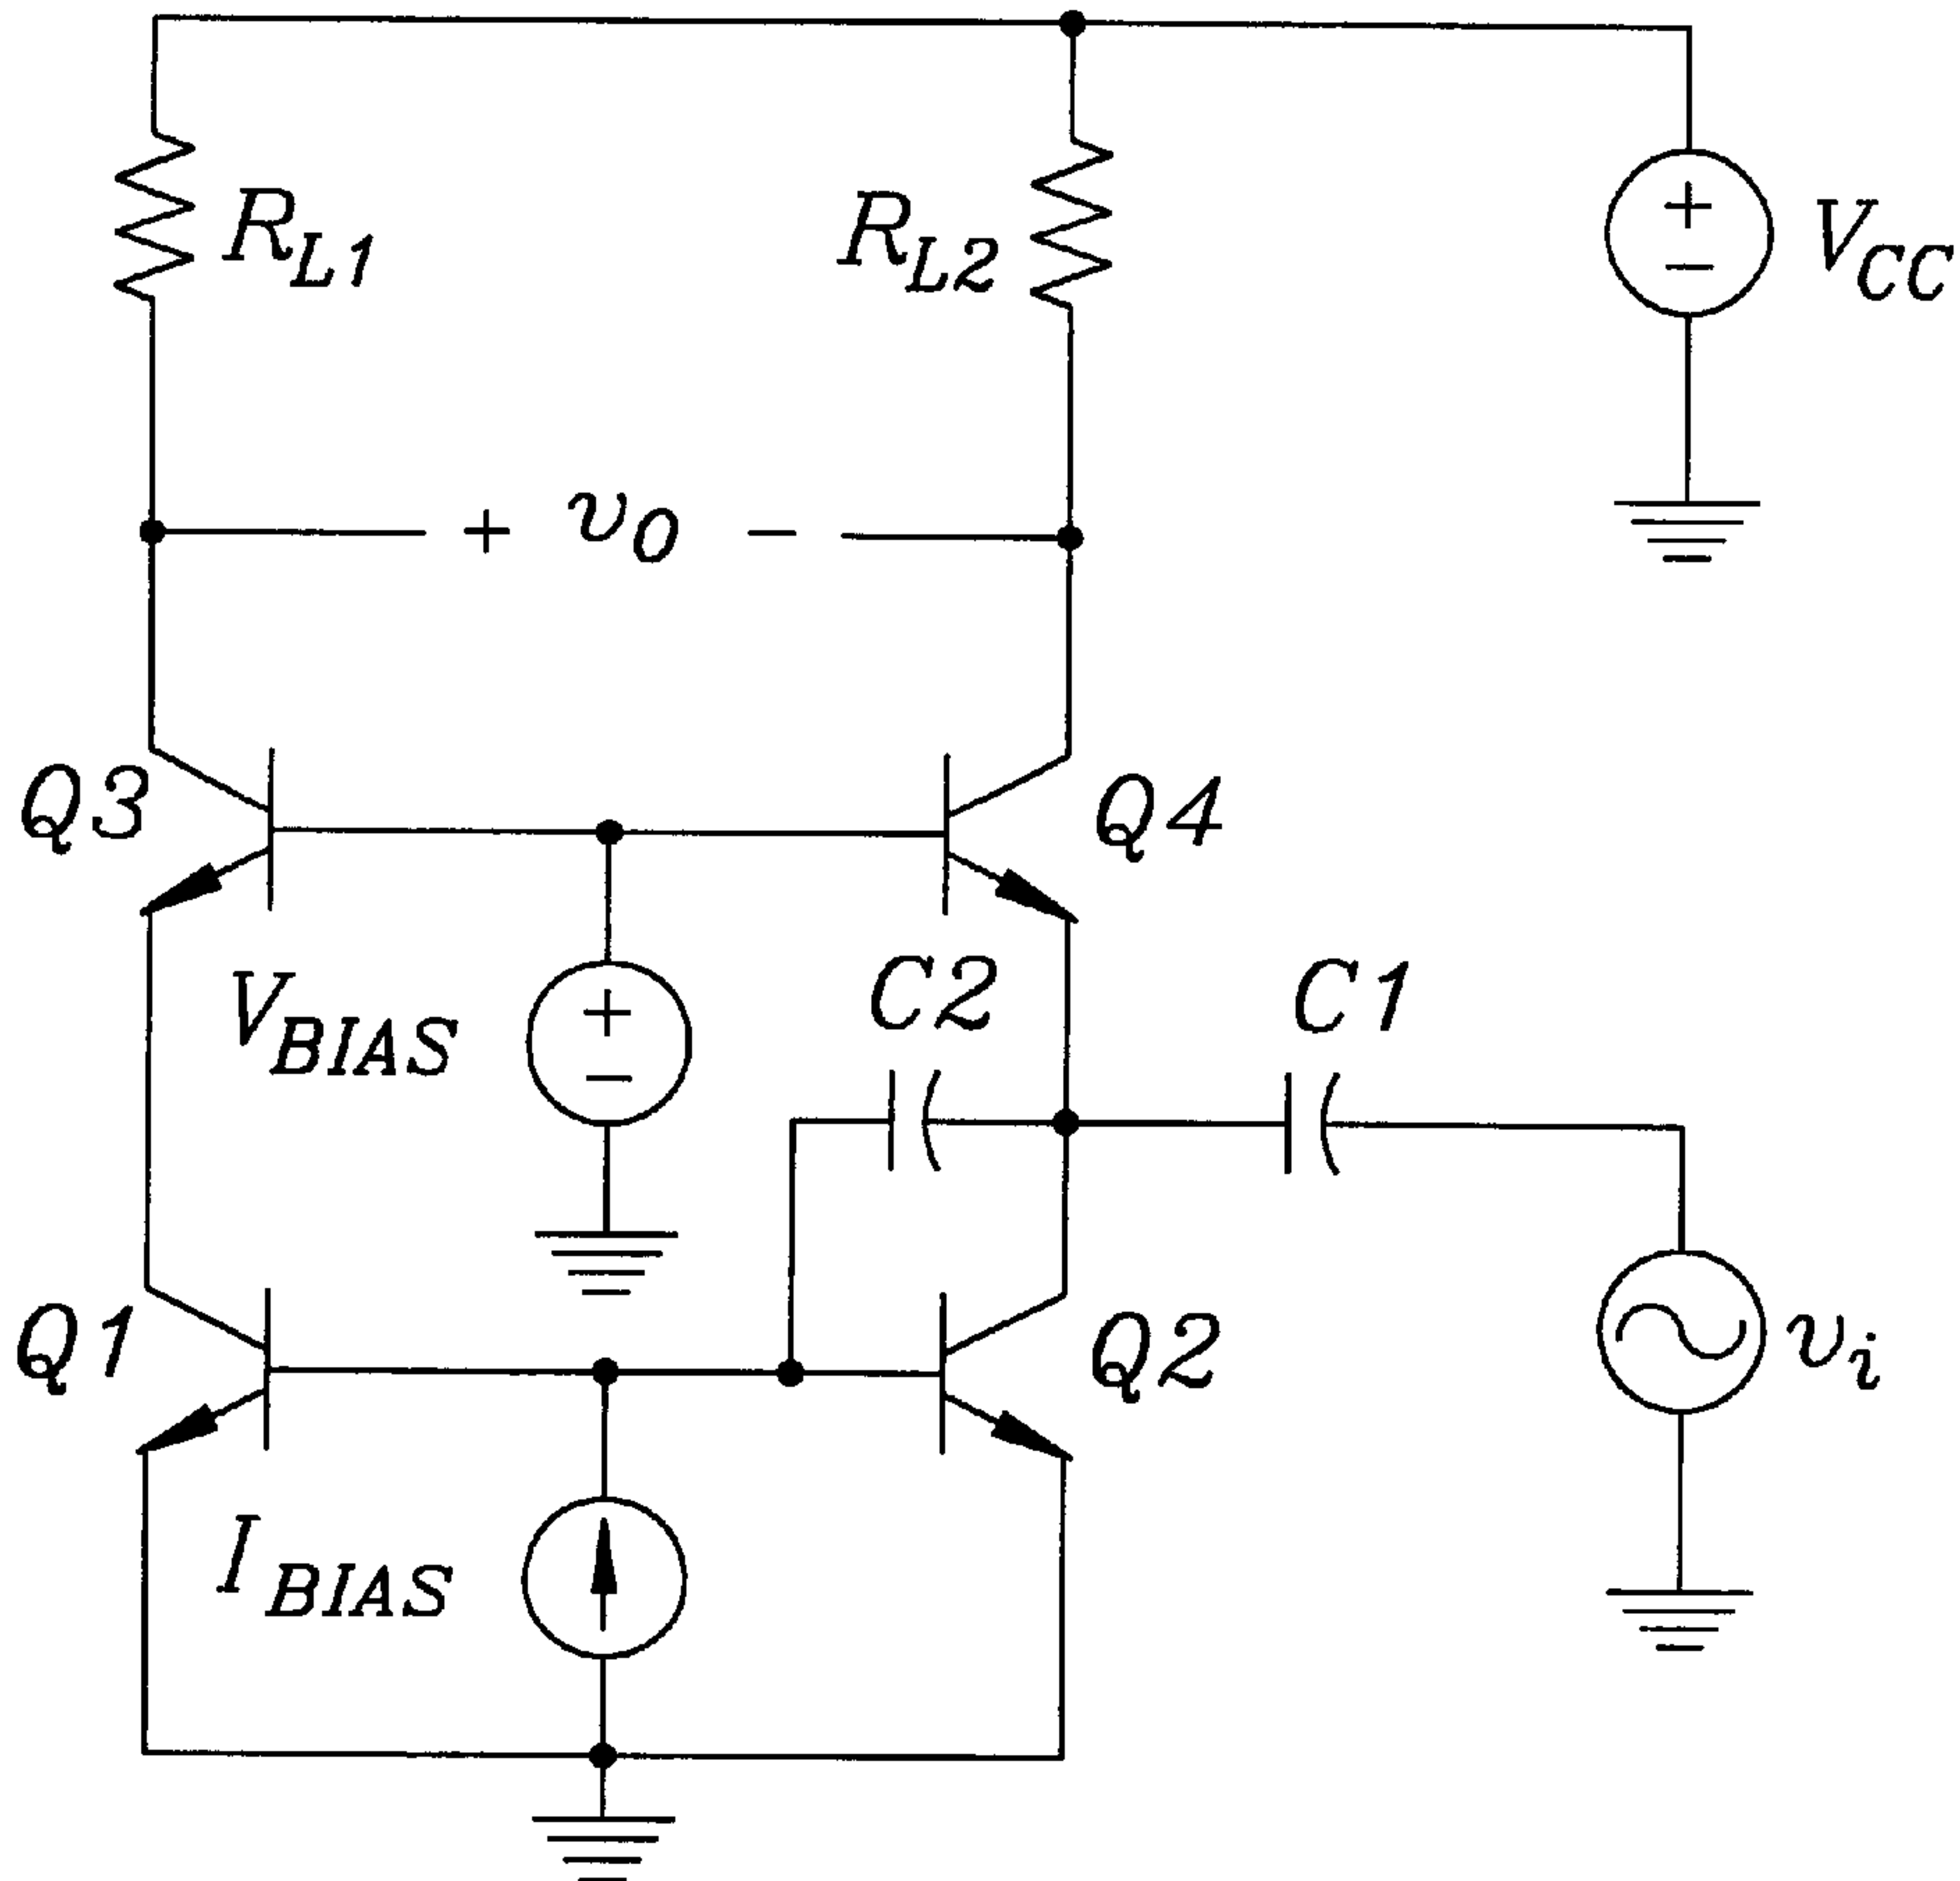 R_L1
R_L2
+
−
V_CC
+ v_O −
Q3
Q4
V_BIAS
+
−
C2
C1
Q1
Q2
v_i
I_BIAS